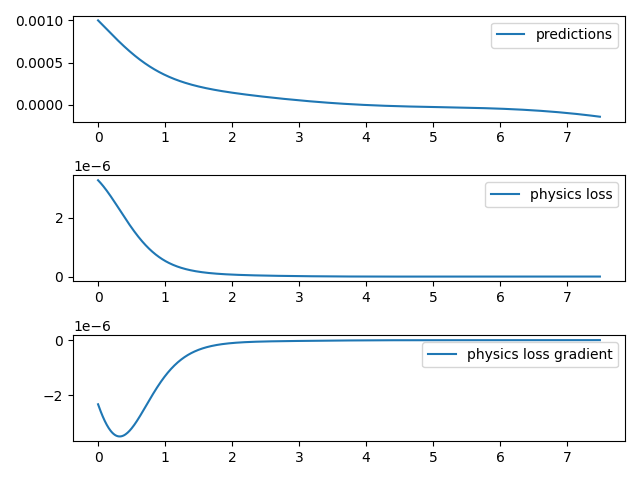 0.0010
0.0005
0.0000
predictions
0 1 2 3 4 5 6 7
1e−6
2
0
physics loss
0 1 2 3 4 5 6 7
1e−6
0
−2
physics loss gradient
0 1 2 3 4 5 6 7